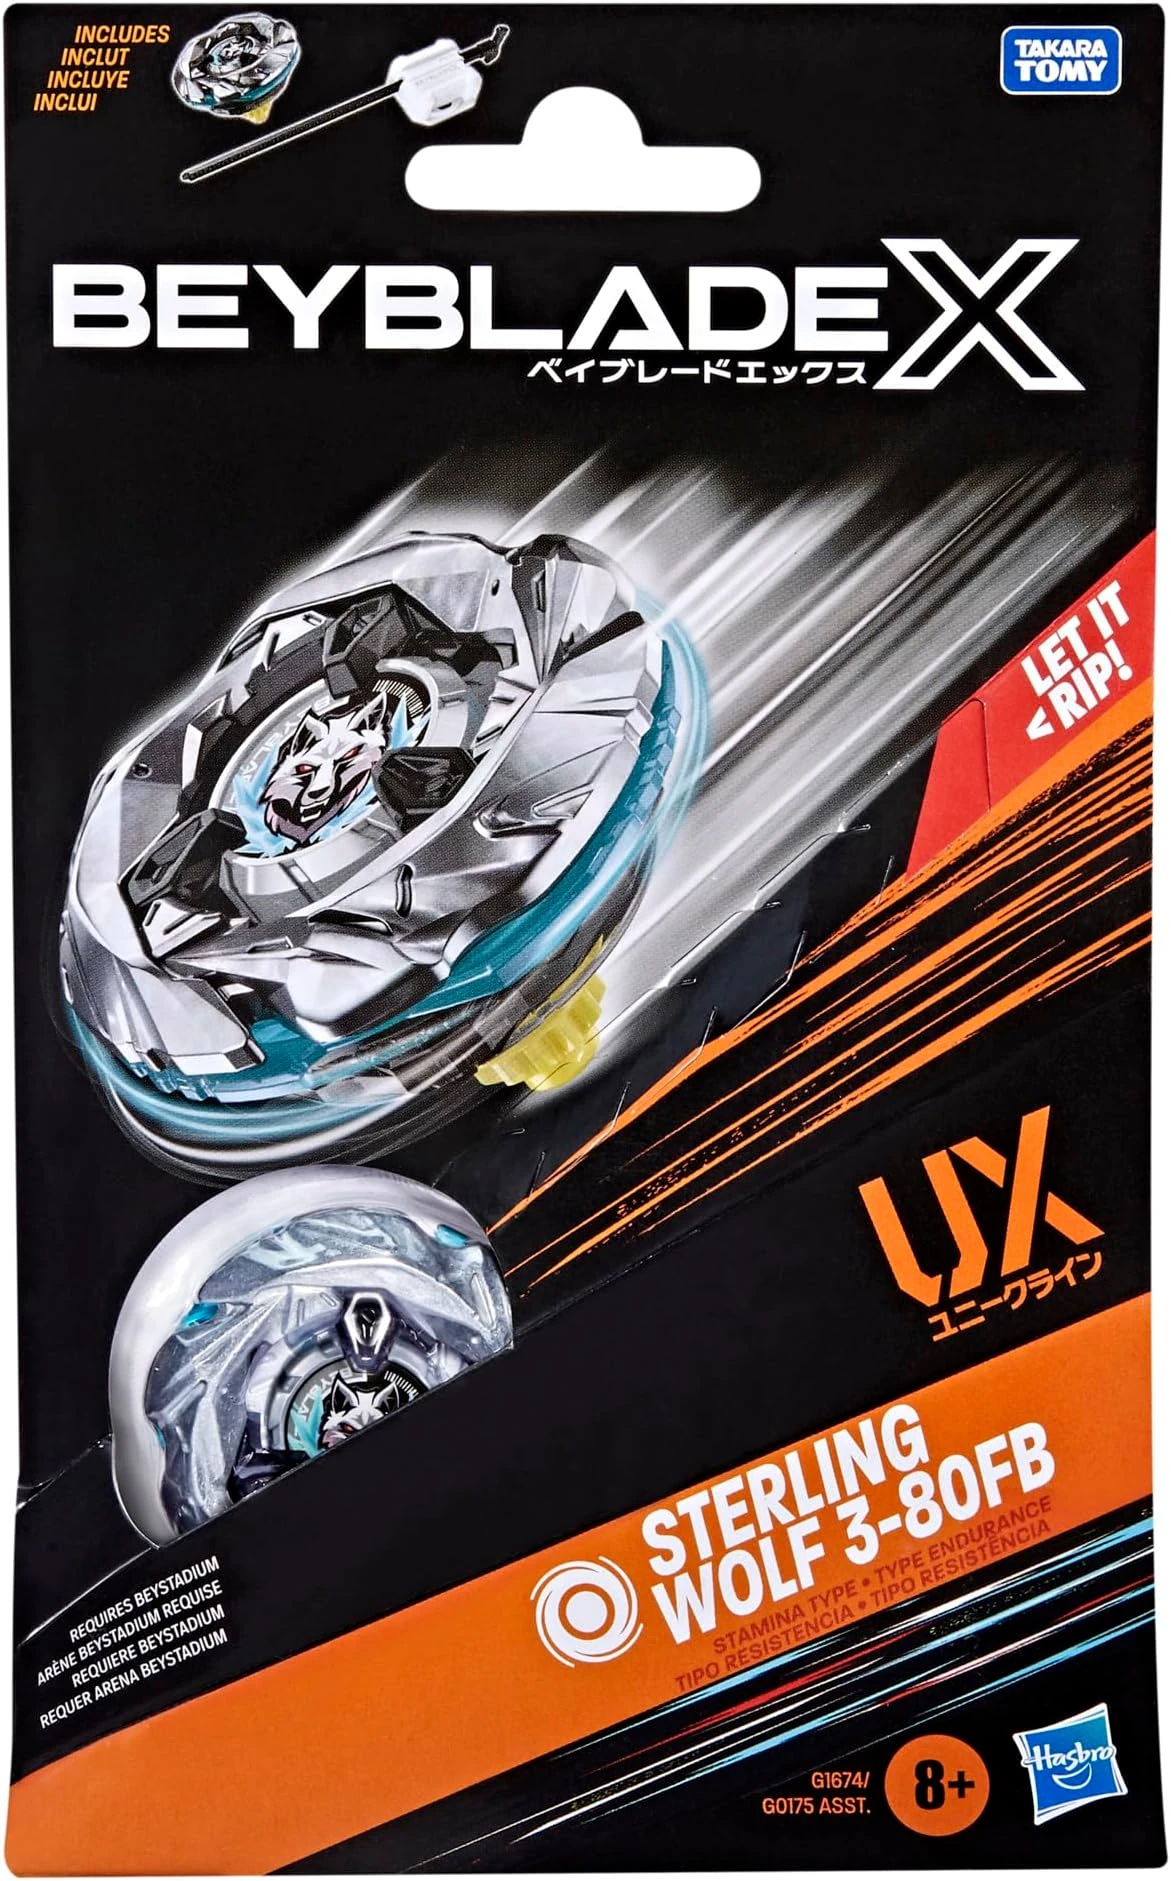 INCLUDES
INCLUT
INCLUYE
INCLUI
TAKARA
TOMY
BEYBLADE X
ベイブレードエックス
LET IT
< RIP!
UX
ユニークライン
STERLING
WOLF 3-80FB
STAMINA TYPE • TYPE ENDURANCE
TIPO RESISTENCIA • TIPO RESISTÊNCIA
REQUIRES BEYSTADIUM
ARÈNE BEYSTADIUM REQUISE
REQUIERE BEYSTADIUM
REQUER ARENA BEYSTADIUM
G1674/
G0175 ASST.
8+
Hasbro